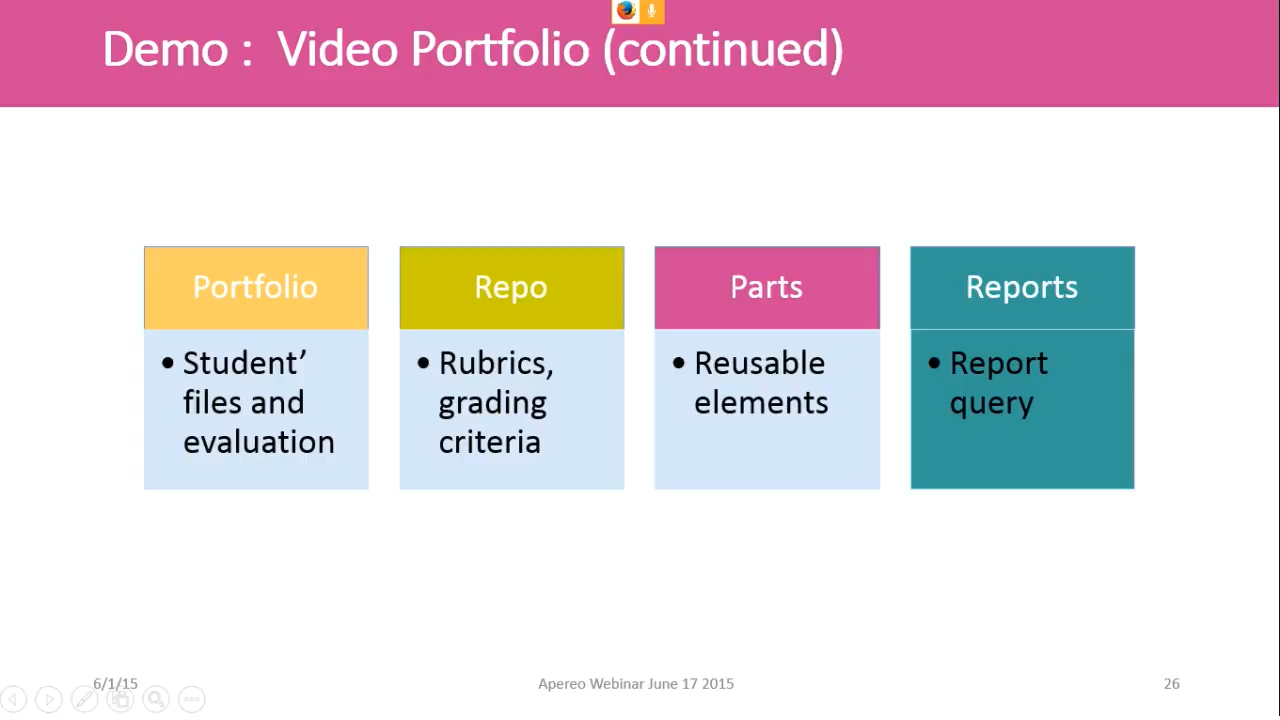 Demo :  Video Portfolio (continued)
Portfolio
• Student’
files and
evaluation
Repo
• Rubrics,
grading
criteria
Parts
• Reusable
elements
Reports
• Report
query
6/1/15
Apereo Webinar June 17 2015
26